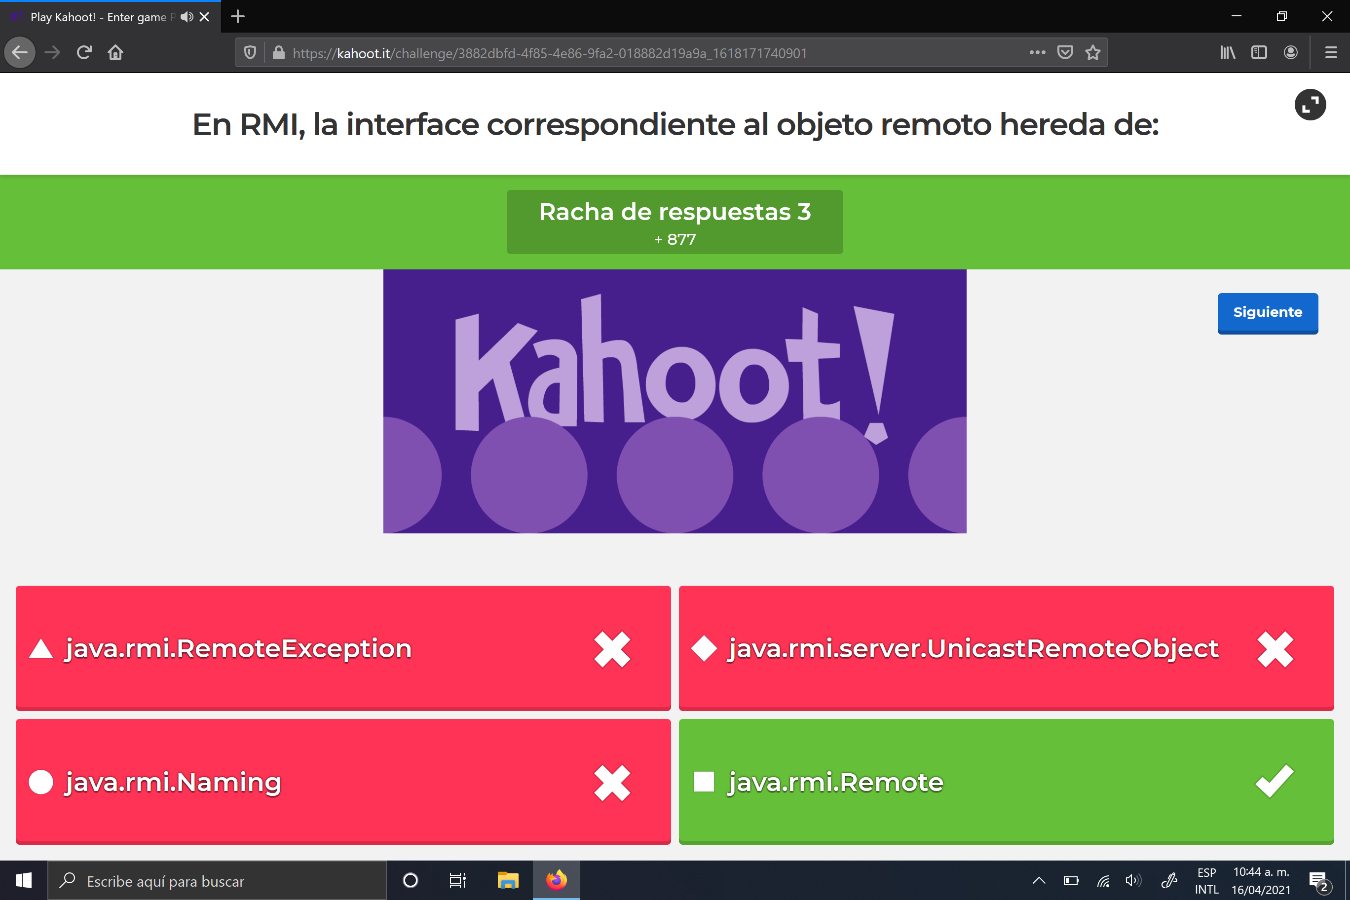 Play Kahoot! - Enter game P
https://kahoot.it/challenge/3882dbfd-4f85-4e86-9fa2-018882d19a9a_1618171740901
En RMI, la interface correspondiente al objeto remoto hereda de:
Racha de respuestas 3
+ 877
Kahoot!
Siguiente
java.rmi.RemoteException
java.rmi.server.UnicastRemoteObject
java.rmi.Naming
java.rmi.Remote
Escribe aquí para buscar
ESP
INTL
10:44 a. m.
16/04/2021
2